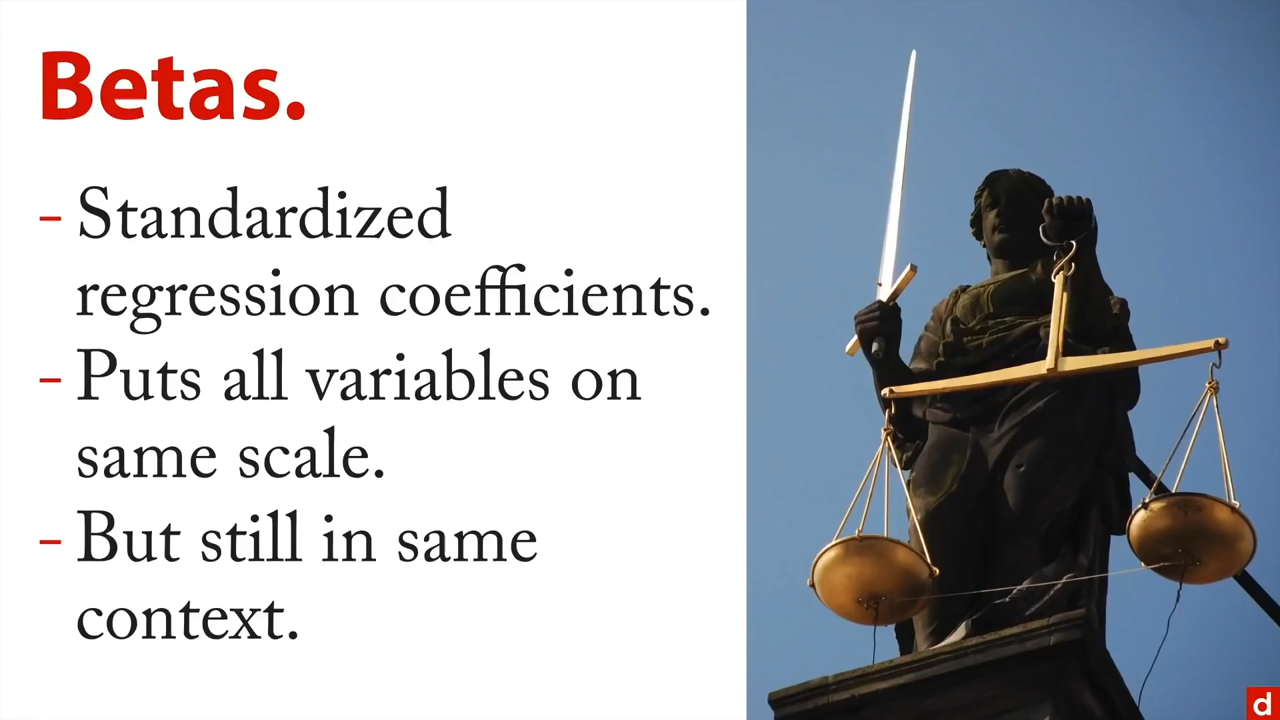 Betas.
- Standardized
regression coefficients.
- Puts all variables on
same scale.
- But still in same
context.
d